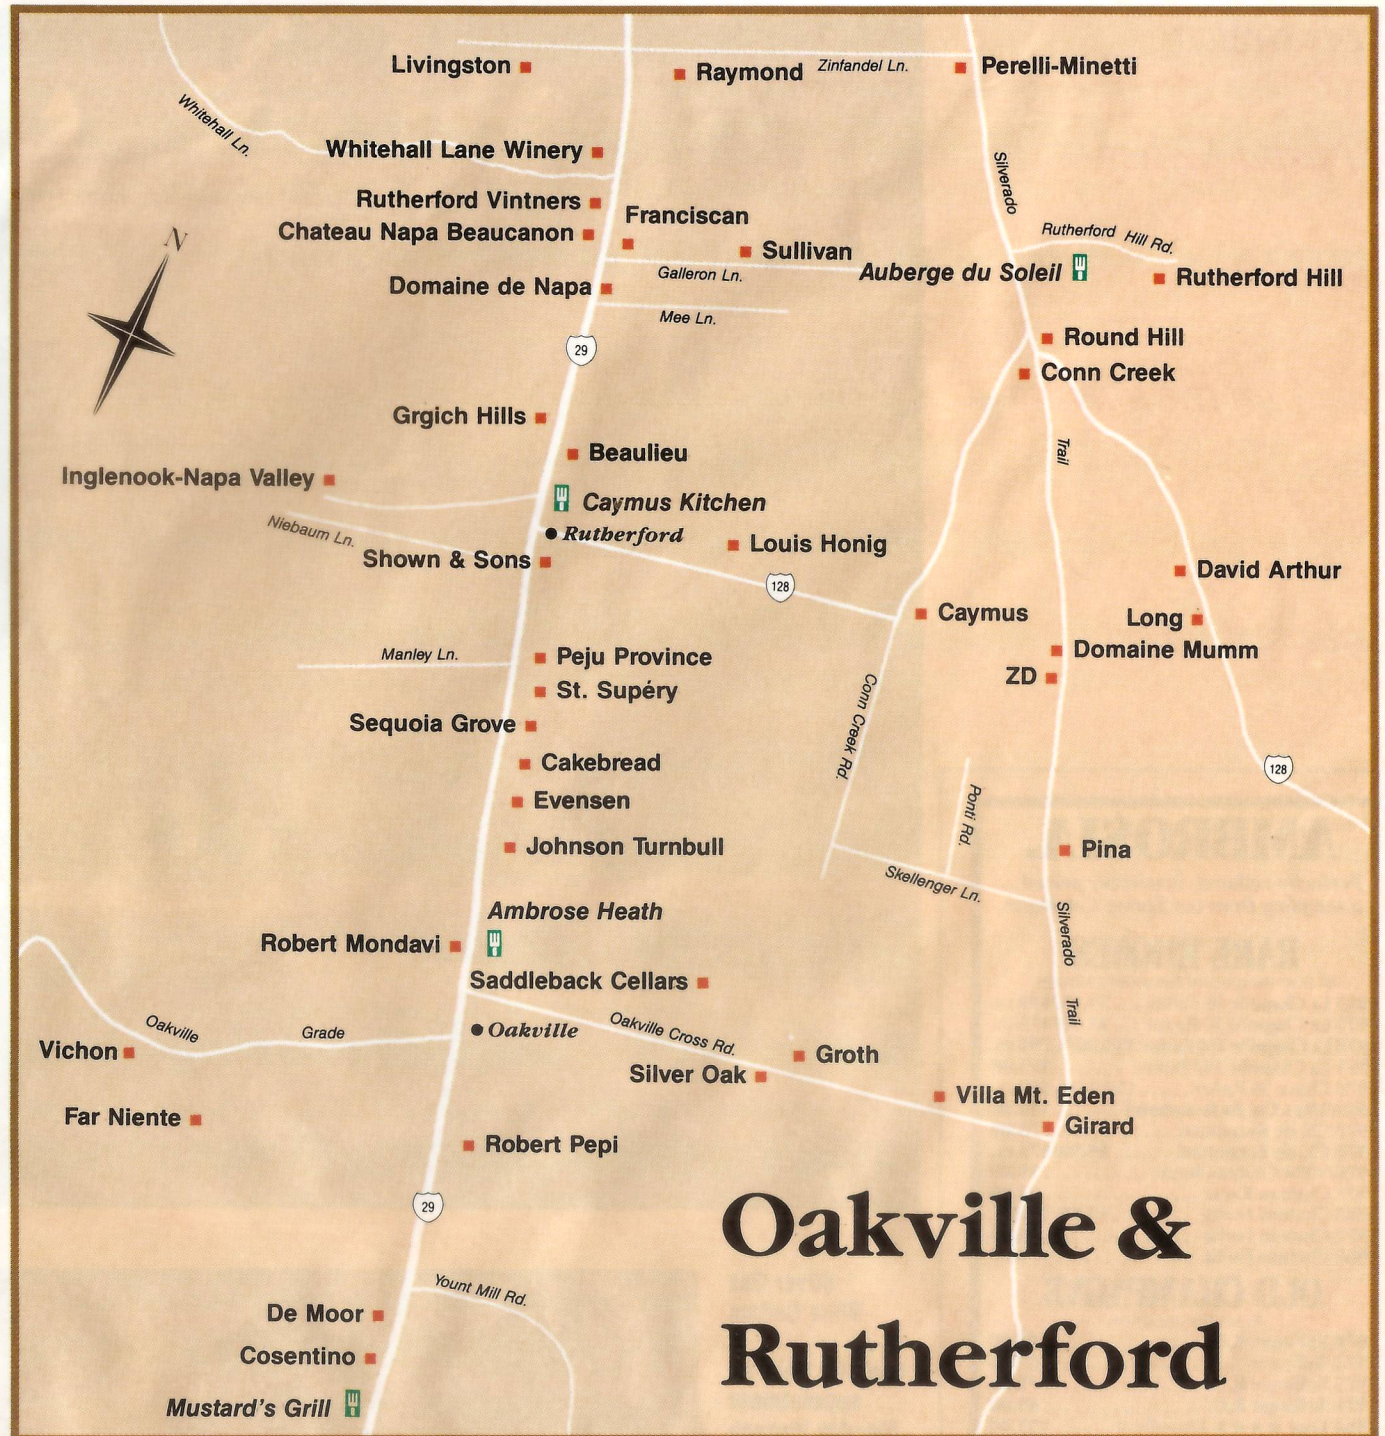 Livingston
Raymond
Zinfandel Ln.
Perelli-Minetti
Whitehall Ln.
Whitehall Lane Winery
Silverado
Rutherford Vintners
Franciscan
Chateau Napa Beaucanon
Sullivan
Rutherford Hill Rd.
N
Galleron Ln.
Auberge du Soleil
Rutherford Hill
Domaine de Napa
Mee Ln.
29
Round Hill
Conn Creek
Grgich Hills
Beaulieu
Trail
Inglenook-Napa Valley
Caymus Kitchen
Niebaum Ln.
Rutherford
Louis Honig
Shown & Sons
128
David Arthur
Caymus
Long
Manley Ln.
Peju Province
Domaine Mumm
ZD
St. Supéry
Conn Creek Rd.
Sequoia Grove
Cakebread
128
Evensen
Ponti Rd.
Johnson Turnbull
Pina
Skellenger Ln.
Ambrose Heath
Silverado
Robert Mondavi
Saddleback Cellars
Trail
Oakville Grade
Oakville
Oakville Cross Rd.
Vichon
Groth
Silver Oak
Villa Mt. Eden
Far Niente
Girard
Robert Pepi
29
Oakville &
Rutherford
Yount Mill Rd.
De Moor
Cosentino
Mustard's Grill